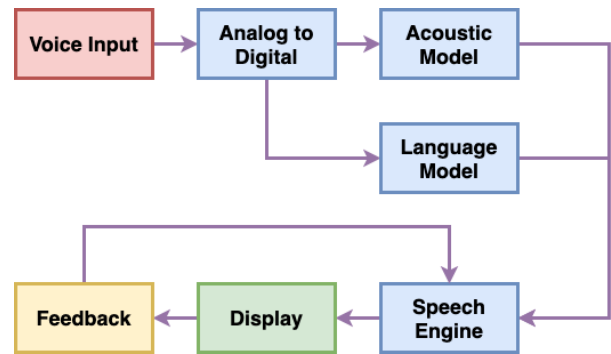 Voice Input
Analog to
Digital
Acoustic
Model
Language
Model
Feedback
Display
Speech
Engine